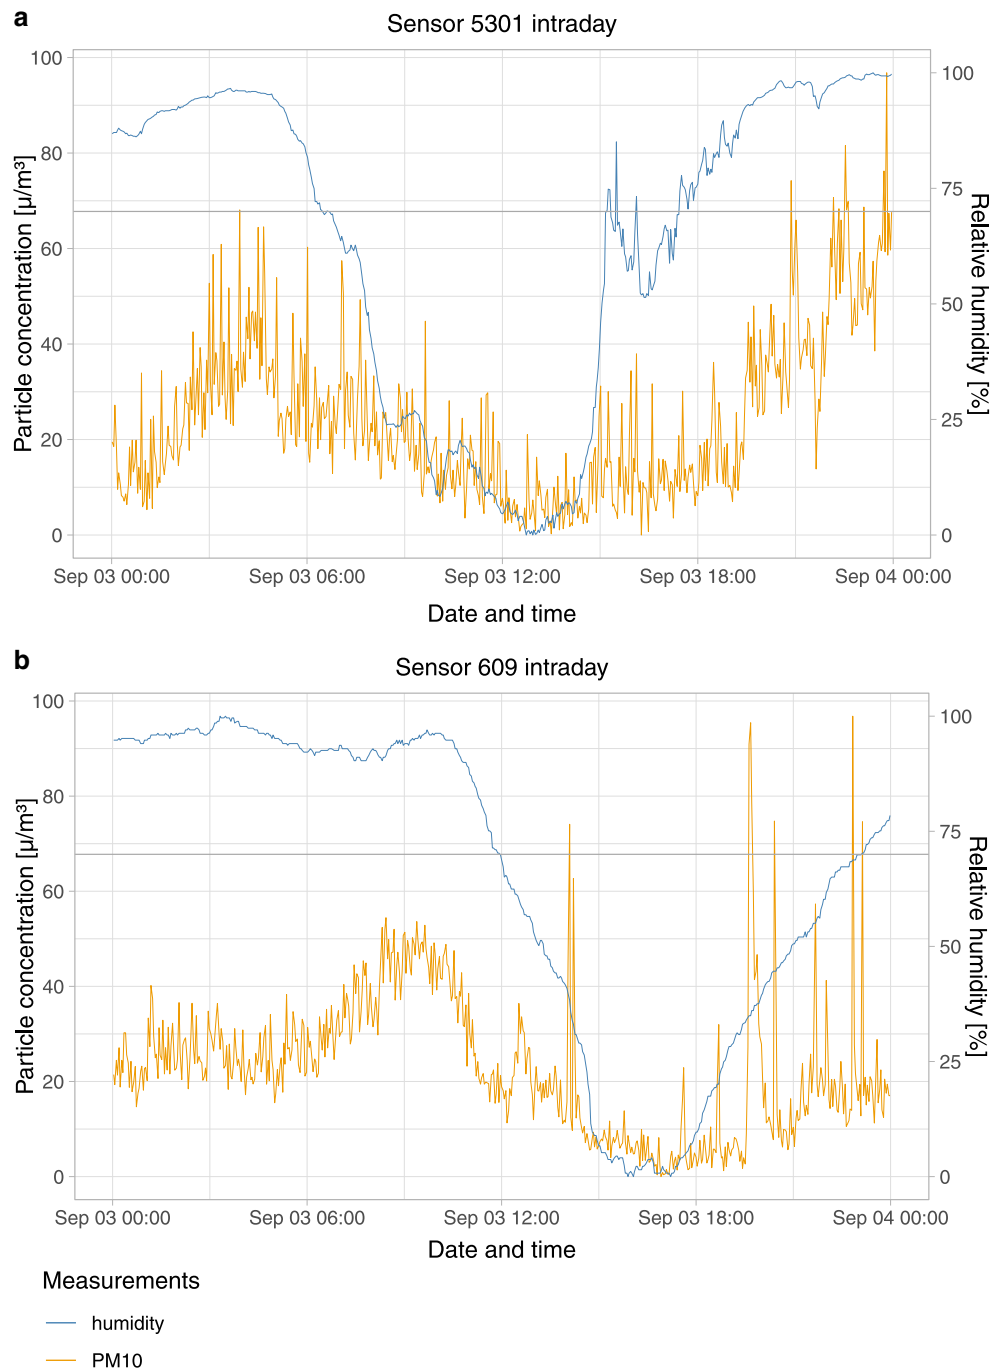 a
Sensor 5301 intraday
Particle concentration [µ/m³]
100
80
60
40
20
0
100
75
50
25
0
Relative humidity [%]
Sep 03 00:00 Sep 03 06:00 Sep 03 12:00 Sep 03 18:00 Sep 04 00:00
Date and time
b
Sensor 609 intraday
Particle concentration [µ/m³]
100
80
60
40
20
0
100
75
50
25
0
Relative humidity [%]
Sep 03 00:00 Sep 03 06:00 Sep 03 12:00 Sep 03 18:00 Sep 04 00:00
Date and time
Measurements
humidity
PM10